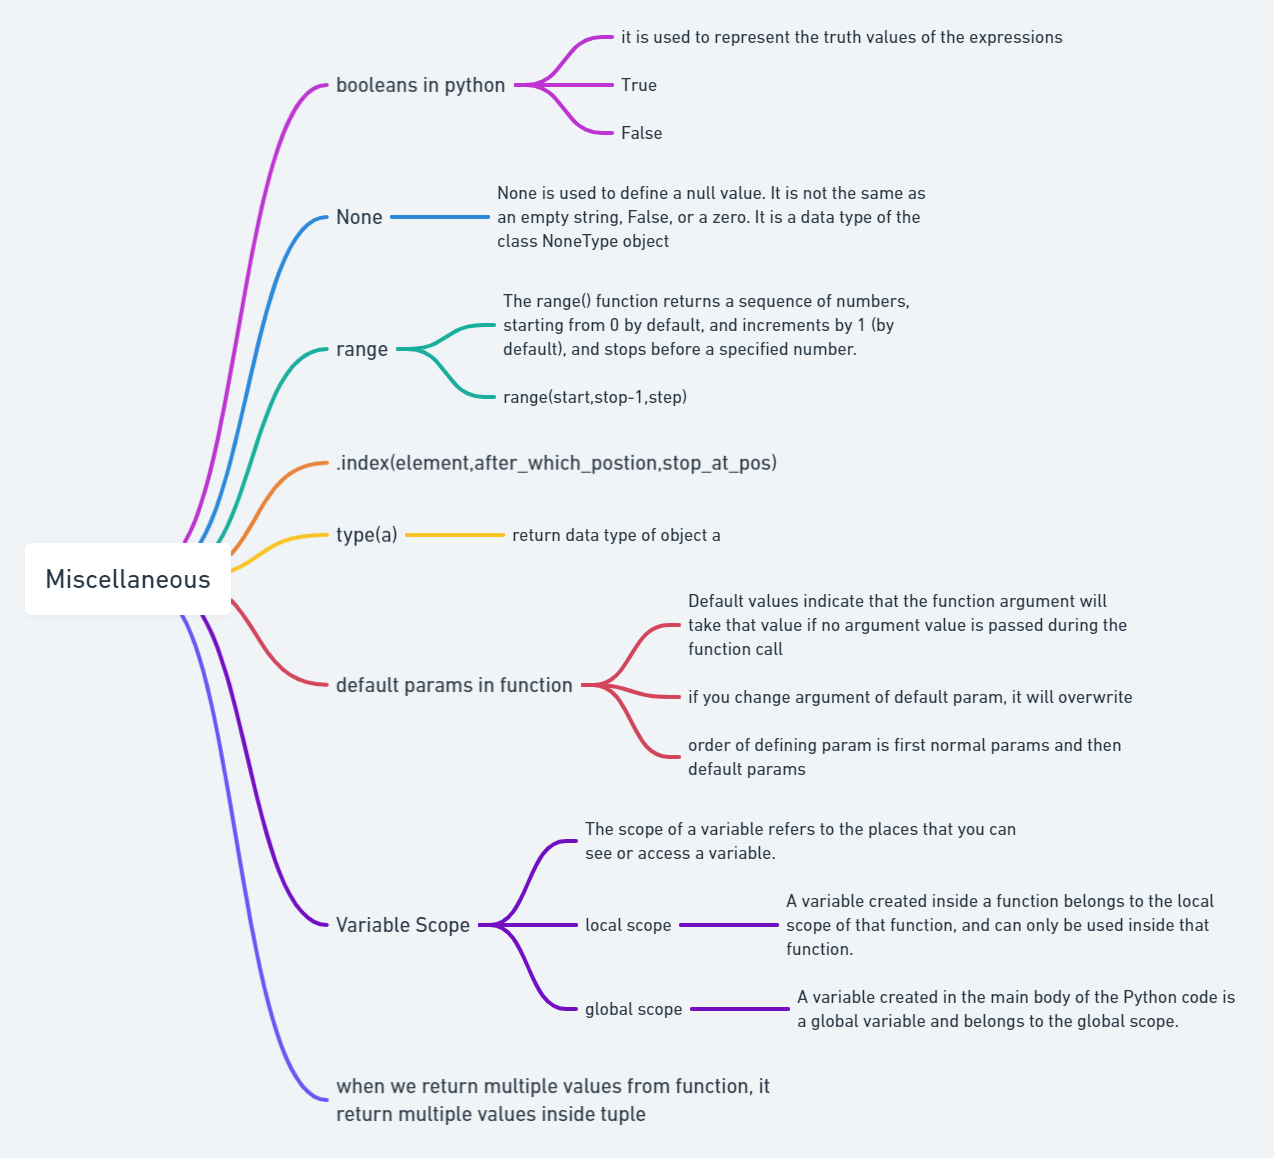 it is used to represent the truth values of the expressions
booleans in python
True
False
None is used to define a null value. It is not the same as
None
an empty string, False, or a zero. It is a data type of the
class NoneType object
The range() function returns a sequence of numbers,
starting from 0 by default, and increments by 1 (by
range
default), and stops before a specified number.
range(start,stop-1,step)
.index(element,after_which_postion,stop_at_pos)
type(a)
return data type of object a
Miscellaneous
Default values indicate that the function argument will
take that value if no argument value is passed during the
function call
default params in function
if you change argument of default param, it will overwrite
order of defining param is first normal params and then
default params
The scope of a variable refers to the places that you can
see or access a variable.
Variable Scope
local scope
A variable created inside a function belongs to the local
scope of that function, and can only be used inside that
function.
global scope
A variable created in the main body of the Python code is
a global variable and belongs to the global scope.
when we return multiple values from function, it
return multiple values inside tuple